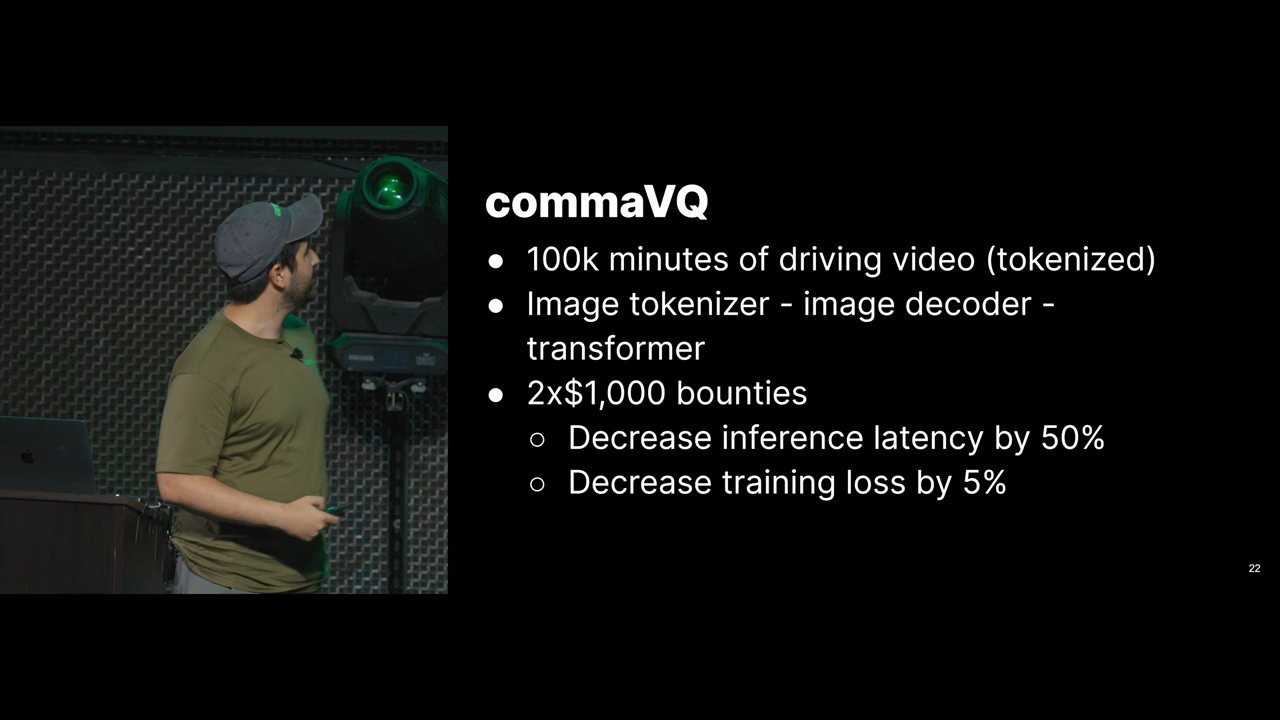 commaVQ
● 100k minutes of driving video (tokenized)
● Image tokenizer - image decoder -
transformer
● 2x$1,000 bounties
○ Decrease inference latency by 50%
○ Decrease training loss by 5%
22